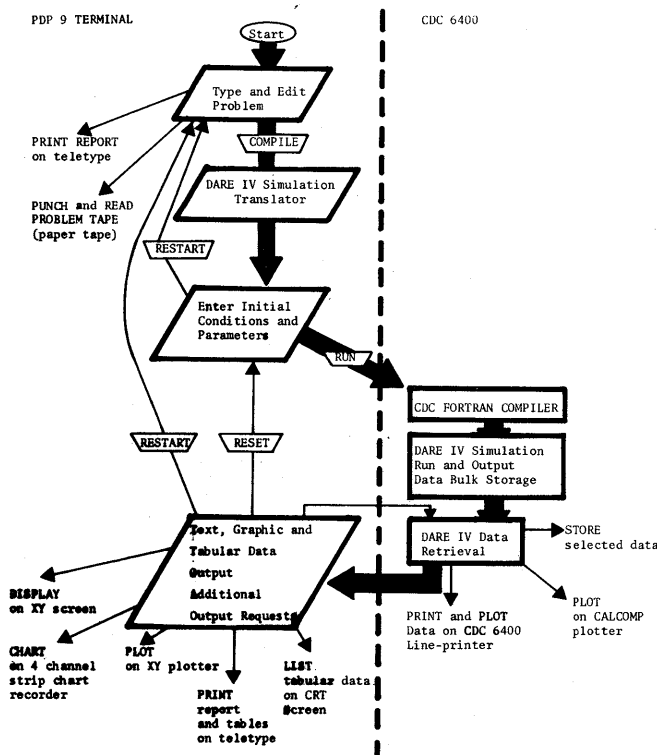 PDP 9 TERMINAL
CDC 6400
Start
Type and Edit
Problem
PRINT REPORT
on teletype
COMPILE
PUNCH and READ
PROBLEM TAPE
(paper tape)
DARE IV Simulation
Translator
RESTART
Enter Initial
Conditions and
Parameters
RUN
CDC FORTRAN COMPILER
RESTART
RESET
DARE IV Simulation
Run and Output
Data Bulk Storage
Text, Graphic and
Tabular Data
Output
Additional
Output Requests
DARE IV Data
Retrieval
STORE
selected data
DISPLAY
on XY screen
PRINT and PLOT
Data on CDC 6400
Line-printer
PLOT
on CALCOMP
plotter
CHART
on 4 channel
strip chart
recorder
PLOT
on XY plotter
PRINT
report
and tables
on teletype
LIST
tabular data
on CRT
Screen